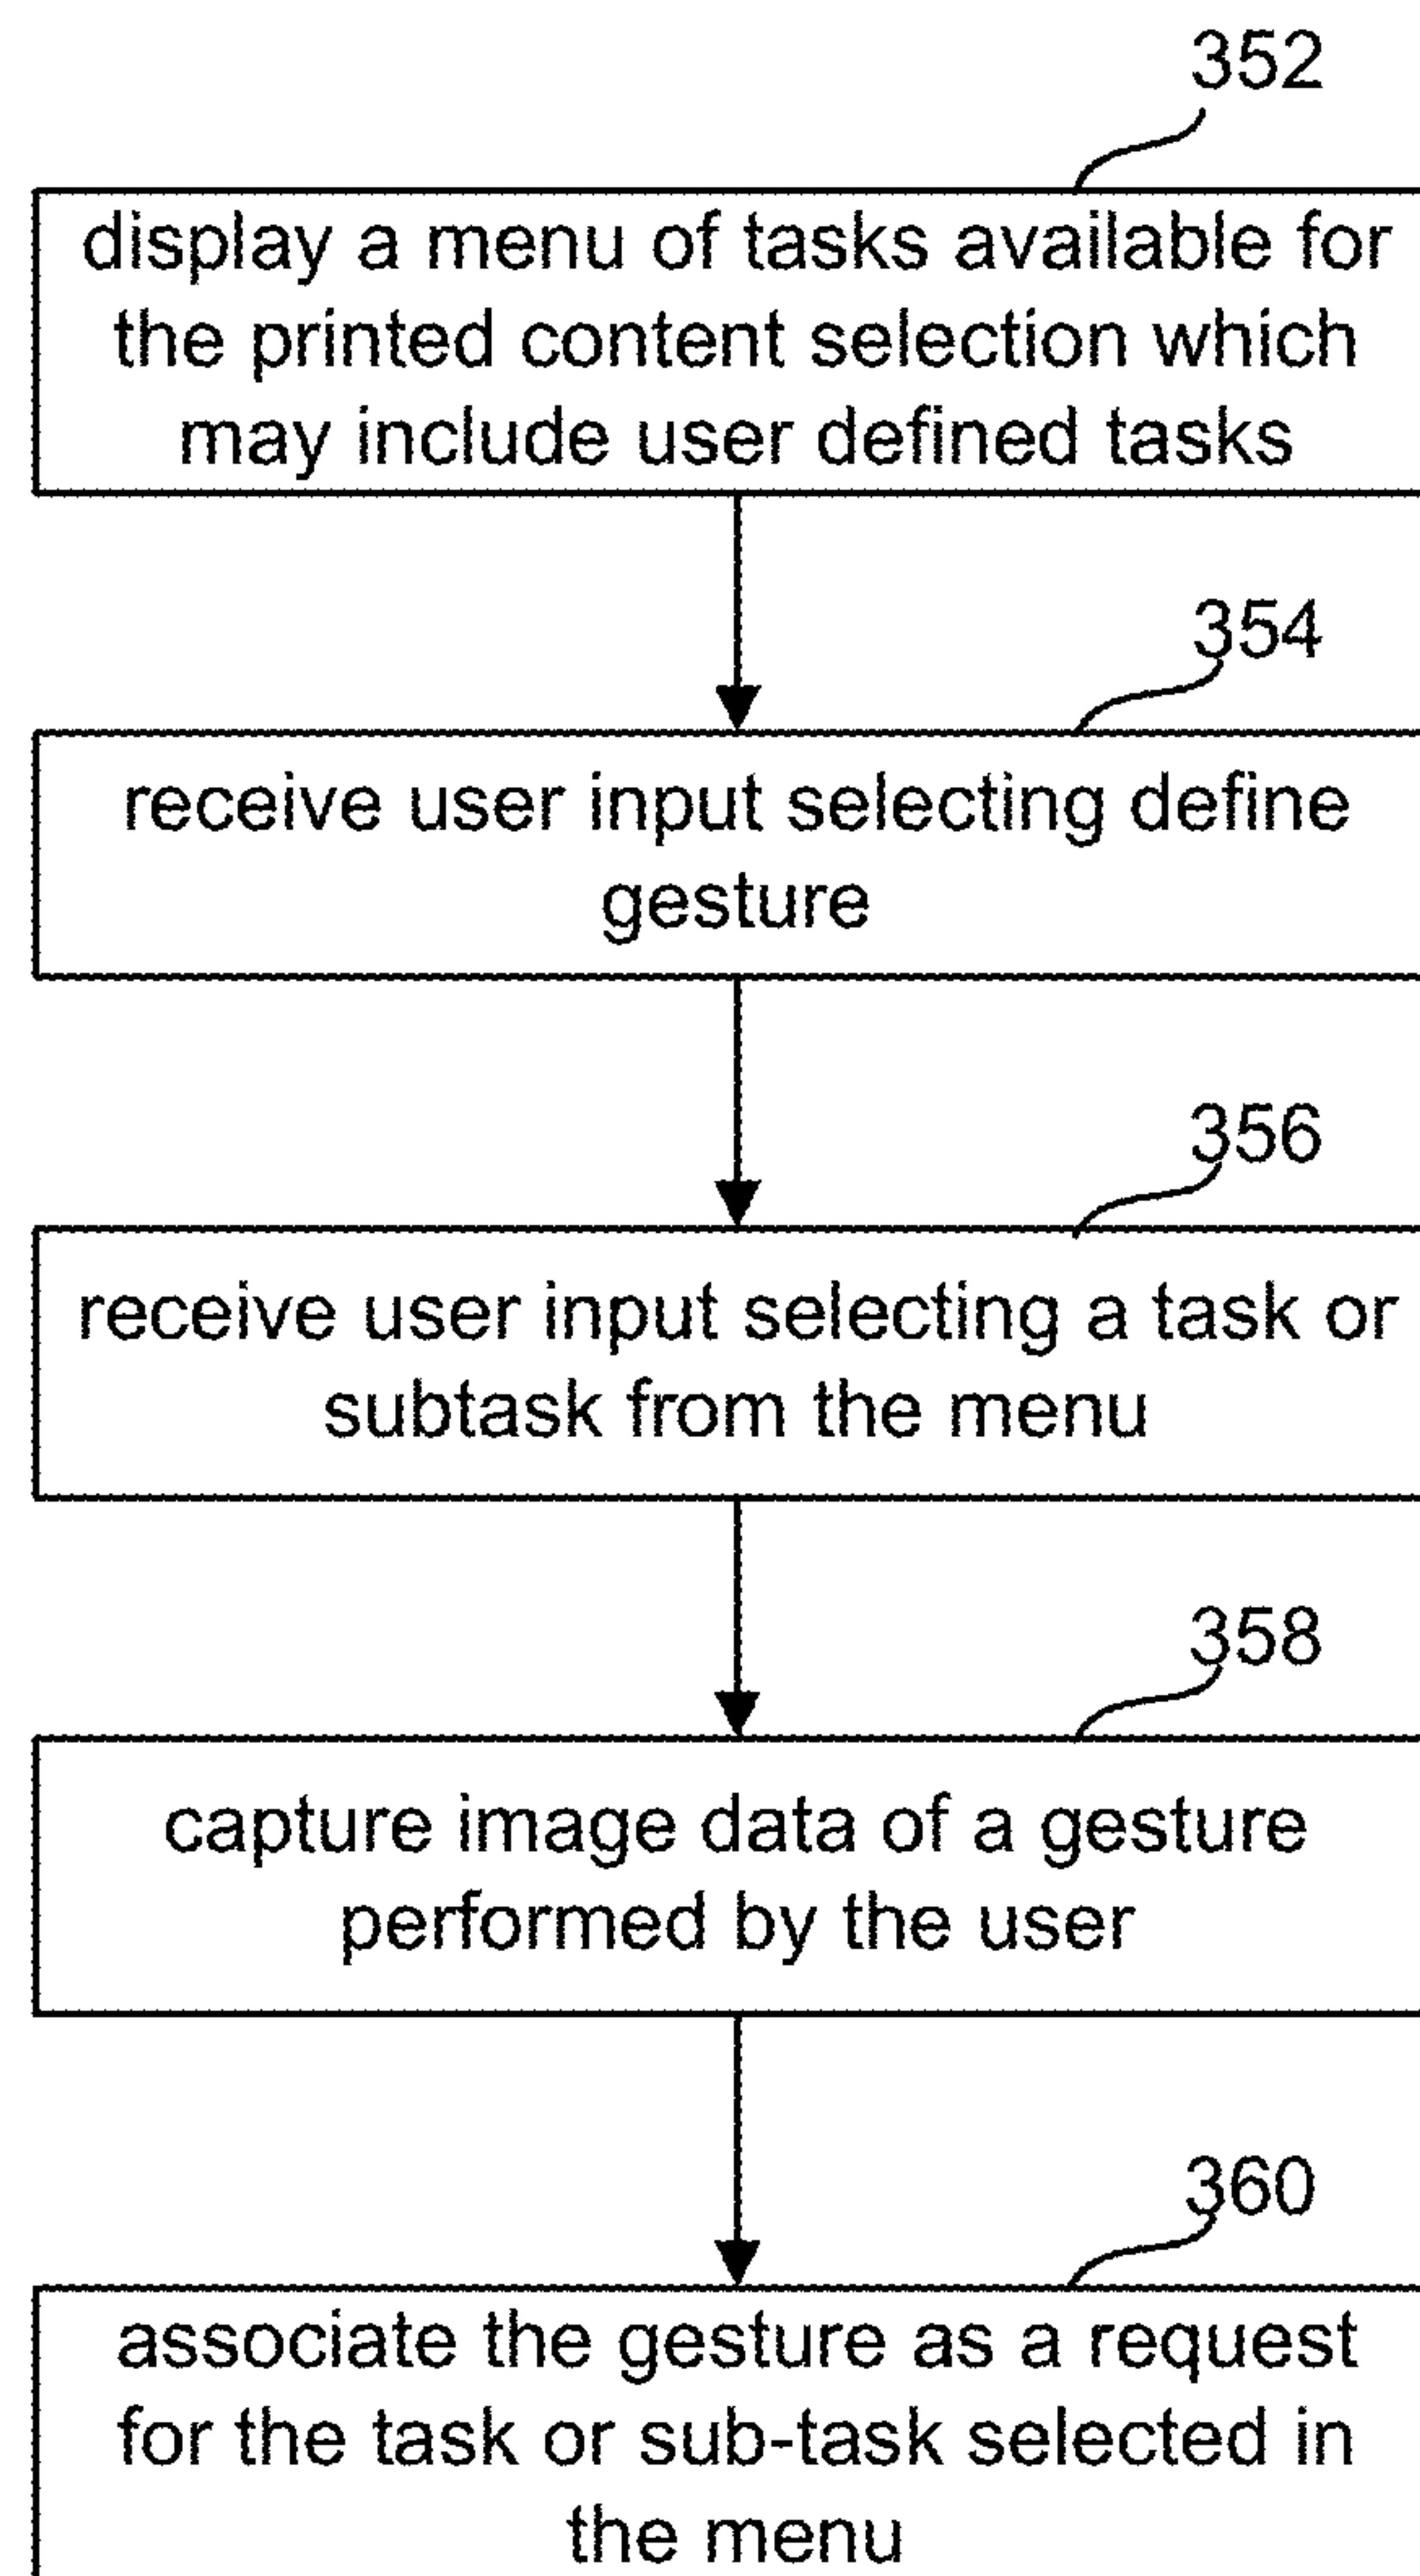 352
display a menu of tasks available for
the printed content selection which
may include user defined tasks
354
receive user input selecting define
gesture
356
receive user input selecting a task or
subtask from the menu
358
capture image data of a gesture
performed by the user
360
associate the gesture as a request
for the task or sub-task selected in
the menu